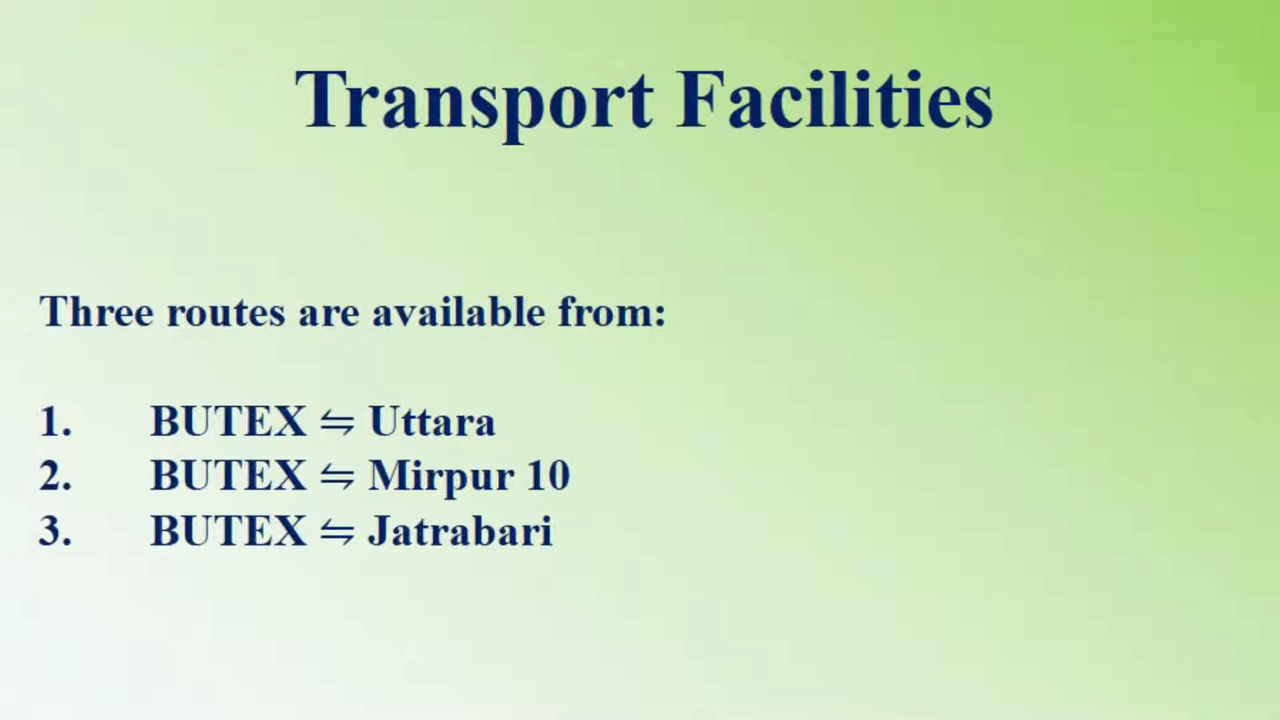 Transport Facilities
Three routes are available from:
1. BUTEX ⇋ Uttara
2. BUTEX ⇋ Mirpur 10
3. BUTEX ⇋ Jatrabari